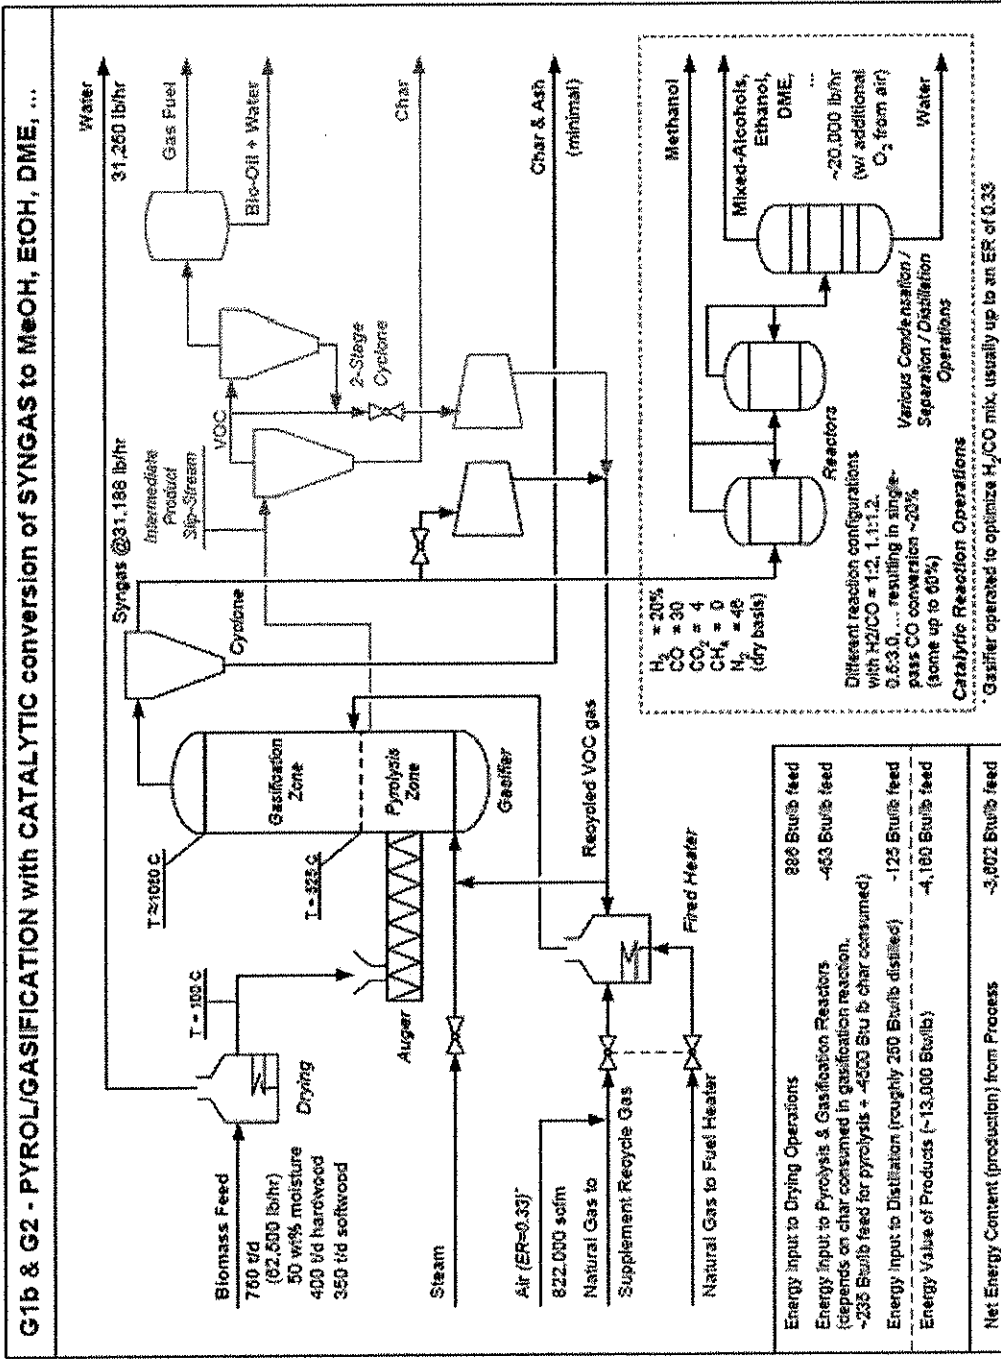 G1b & G2 - PYROL/GASIFICATION with CATALYTIC conversion of SYNGAS to MeOH, EtOH, DME, ...
Water
31,250 lb/hr
Gas Fuel
Bio-Oil + Water
Char
Char & Ash
(minimal)
Syngas @31,188 lb/hr
Cyclone
Intermediate
Product
Slip-Stream
VOC
2-Stage
Cyclone
T≈1050 C
Gasification
Zone
T = 325 C
Pyrolysis
Zone
Gasifier
T = 100 C
Drying
Auger
Biomass Feed
750 t/d
(62,500 lb/hr)
50 wt% moisture
400 t/d hardwood
350 t/d softwood
Steam
Air (ER=0.33)*
822,000 scfm
Natural Gas to
Supplement Recycle Gas
Natural Gas to Fuel Heater
Fired Heater
Recycled VOC gas
Methanol
Mixed-Alcohols,
Ethanol,
DME,
...
~20,000 lb/hr
(w/ additional
O2 from air)
Water
Reactors
Various Condensation /
Separation / Distillation
Operations
H2 = 20%
CO = 30
CO2 = 4
CH4 = 0
N2 = 46
(dry basis)
Different reaction configurations
with H2/CO = 1:2, 1.1:1.2,
0.6:3.0, ... resulting in single-
pass CO conversion ~20%
(some up to 60%)
Catalytic Reaction Operations
* Gasifier operated to optimize H2/CO mix, usually up to an ER of 0.33
Energy Input to Drying Operations 886 Btu/lb feed
Energy Input to Pyrolysis & Gasification Reactors -453 Btu/lb feed
(depends on char consumed in gasification reaction,
~235 Btu/lb feed for pyrolysis + -4500 Btu lb char consumed)
Energy Input to Distillation (roughly 250 Btu/lb distilled) -125 Btu/lb feed
Energy Value of Products (~13,000 Btu/lb) -4,160 Btu/lb feed
Net Energy Content (production) from Process -3,602 Btu/lb feed